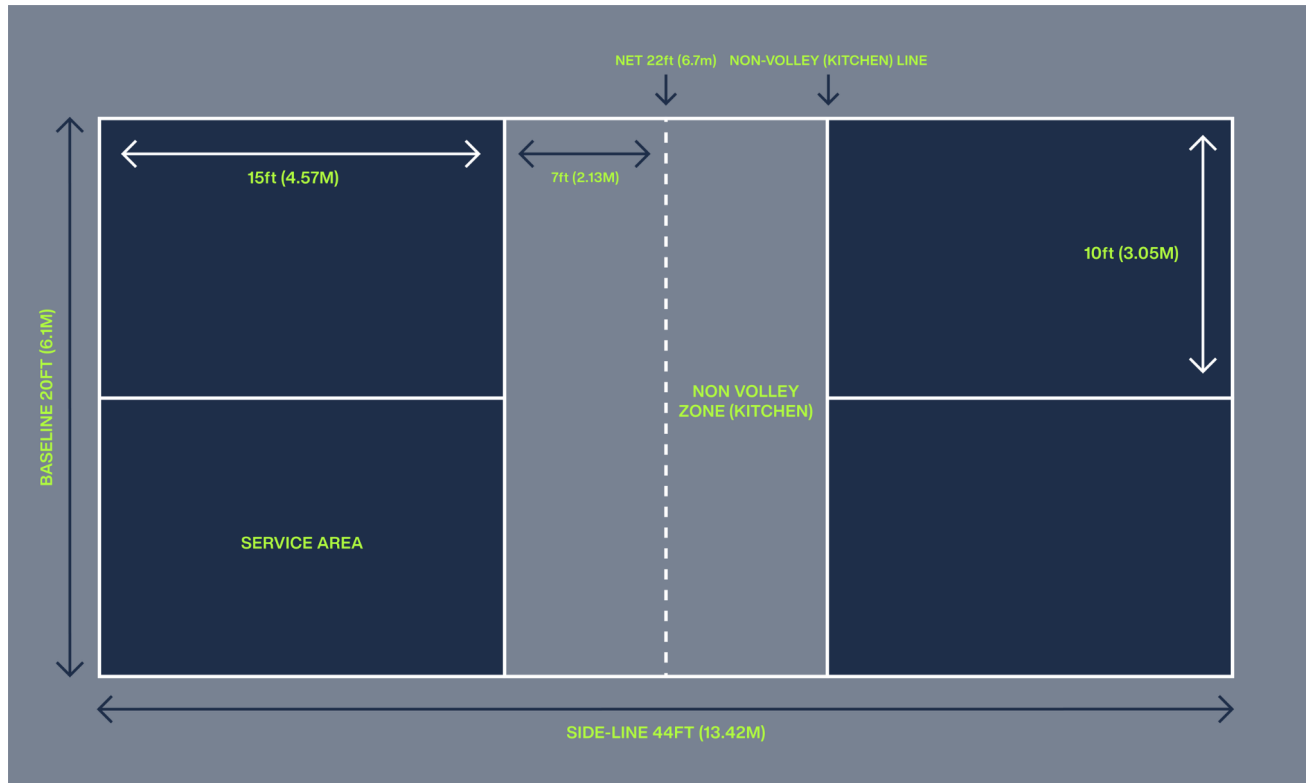 NET 22ft (6.7m)
NON-VOLLEY (KITCHEN) LINE
15ft (4.57M)
7ft (2.13M)
10ft (3.05M)
BASELINE 20FT (6.1M)
NON VOLLEY
ZONE (KITCHEN)
SERVICE AREA
SIDE-LINE 44FT (13.42M)